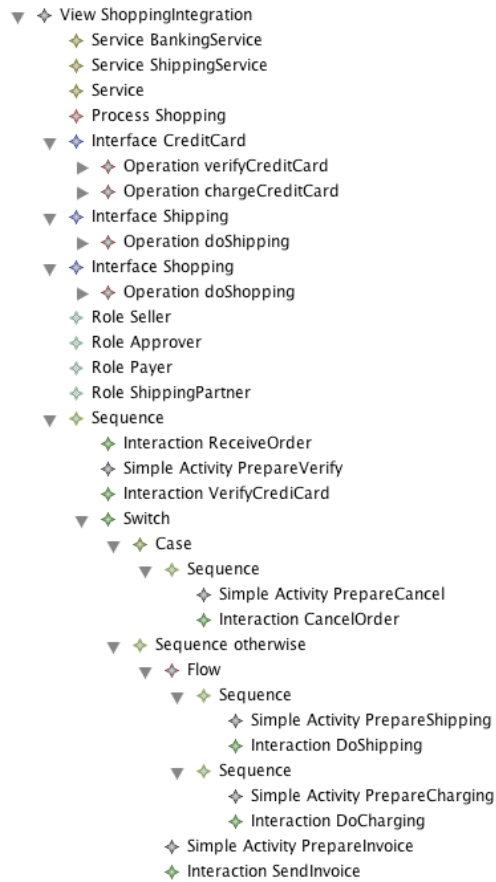 View ShoppingIntegration
Service BankingService
Service ShippingService
Service
Process Shopping
Interface CreditCard
Operation verifyCreditCard
Operation chargeCreditCard
Interface Shipping
Operation doShipping
Interface Shopping
Operation doShopping
Role Seller
Role Approver
Role Payer
Role ShippingPartner
Sequence
Interaction ReceiveOrder
Simple Activity PrepareVerify
Interaction VerifyCrediCard
Switch
Case
Sequence
Simple Activity PrepareCancel
Interaction CancelOrder
Sequence otherwise
Flow
Sequence
Simple Activity PrepareShipping
Interaction DoShipping
Sequence
Simple Activity PrepareCharging
Interaction DoCharging
Simple Activity PrepareInvoice
Interaction SendInvoice